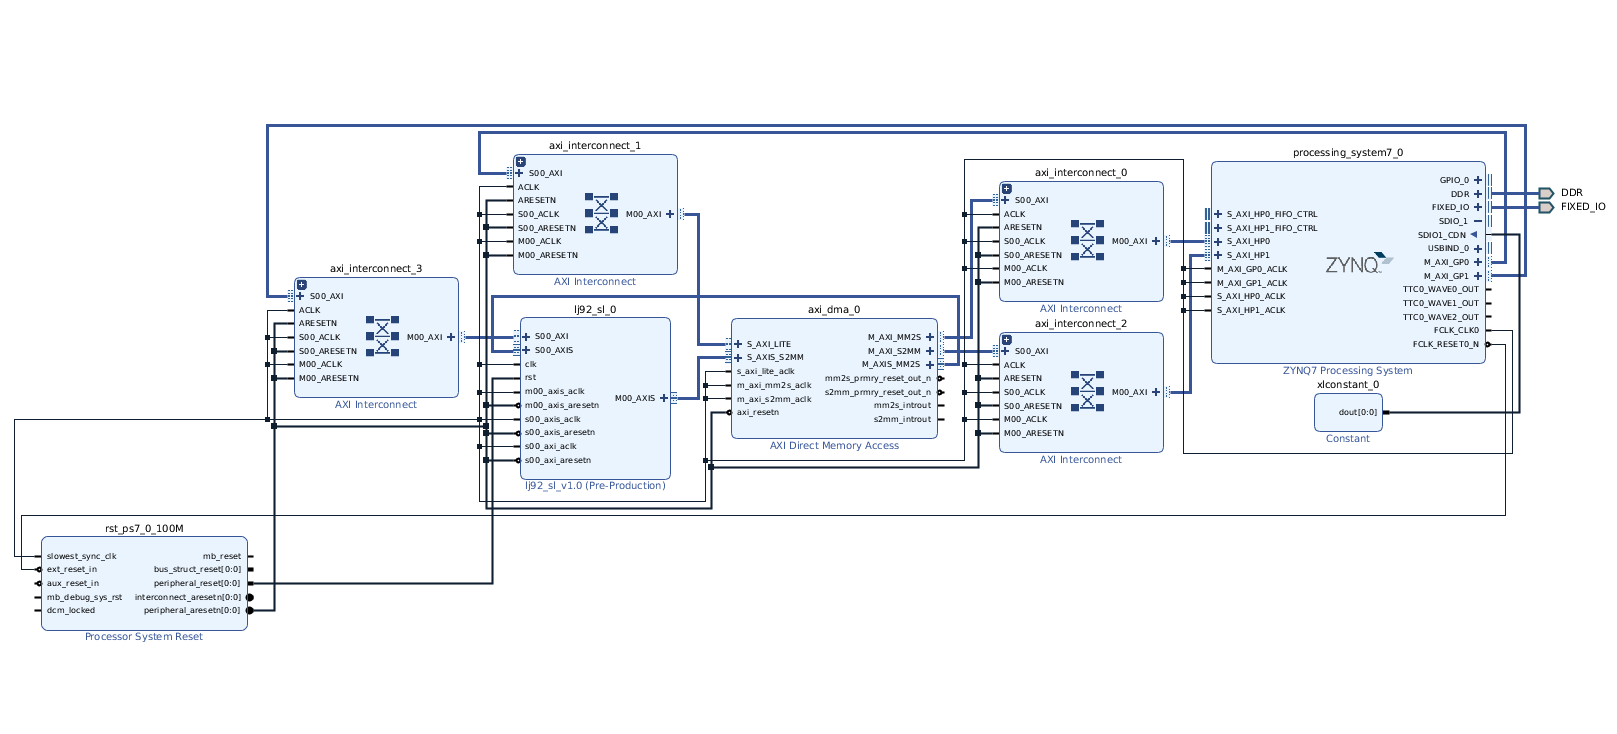 axi_interconnect_1
S00_AXI
ACLK
ARESETN
S00_ACLK
S00_ARESETN
M00_ACLK
M00_ARESETN
M00_AXI
AXI Interconnect
axi_interconnect_3
S00_AXI
ACLK
ARESETN
S00_ACLK
S00_ARESETN
M00_ACLK
M00_ARESETN
M00_AXI
AXI Interconnect
lj92_sl_0
S00_AXI
S00_AXIS
clk
rst
m00_axis_aclk
m00_axis_aresetn
s00_axis_aclk
s00_axis_aresetn
s00_axi_aclk
s00_axi_aresetn
M00_AXIS
lj92_sl_v1.0 (Pre-Production)
axi_dma_0
S_AXI_LITE
S_AXIS_S2MM
s_axi_lite_aclk
m_axi_mm2s_aclk
m_axi_s2mm_aclk
axi_resetn
M_AXI_MM2S
M_AXI_S2MM
M_AXIS_MM2S
mm2s_prmry_reset_out_n
s2mm_prmry_reset_out_n
mm2s_introut
s2mm_introut
AXI Direct Memory Access
axi_interconnect_0
S00_AXI
ACLK
ARESETN
S00_ACLK
S00_ARESETN
M00_ACLK
M00_ARESETN
M00_AXI
AXI Interconnect
axi_interconnect_2
S00_AXI
ACLK
ARESETN
S00_ACLK
S00_ARESETN
M00_ACLK
M00_ARESETN
M00_AXI
AXI Interconnect
processing_system7_0
S_AXI_HP0_FIFO_CTRL
S_AXI_HP1_FIFO_CTRL
S_AXI_HP0
S_AXI_HP1
M_AXI_GP0_ACLK
M_AXI_GP1_ACLK
S_AXI_HP0_ACLK
S_AXI_HP1_ACLK
ZYNQ
GPIO_0
DDR
FIXED_IO
SDIO_1
SDIO1_CDN
USBIND_0
M_AXI_GP0
M_AXI_GP1
TTC0_WAVE0_OUT
TTC0_WAVE1_OUT
TTC0_WAVE2_OUT
FCLK_CLK0
FCLK_RESET0_N
ZYNQ7 Processing System
DDR
FIXED_IO
xlconstant_0
dout[0:0]
Constant
rst_ps7_0_100M
slowest_sync_clk
ext_reset_in
aux_reset_in
mb_debug_sys_rst
dcm_locked
mb_reset
bus_struct_reset[0:0]
peripheral_reset[0:0]
interconnect_aresetn[0:0]
peripheral_aresetn[0:0]
Processor System Reset